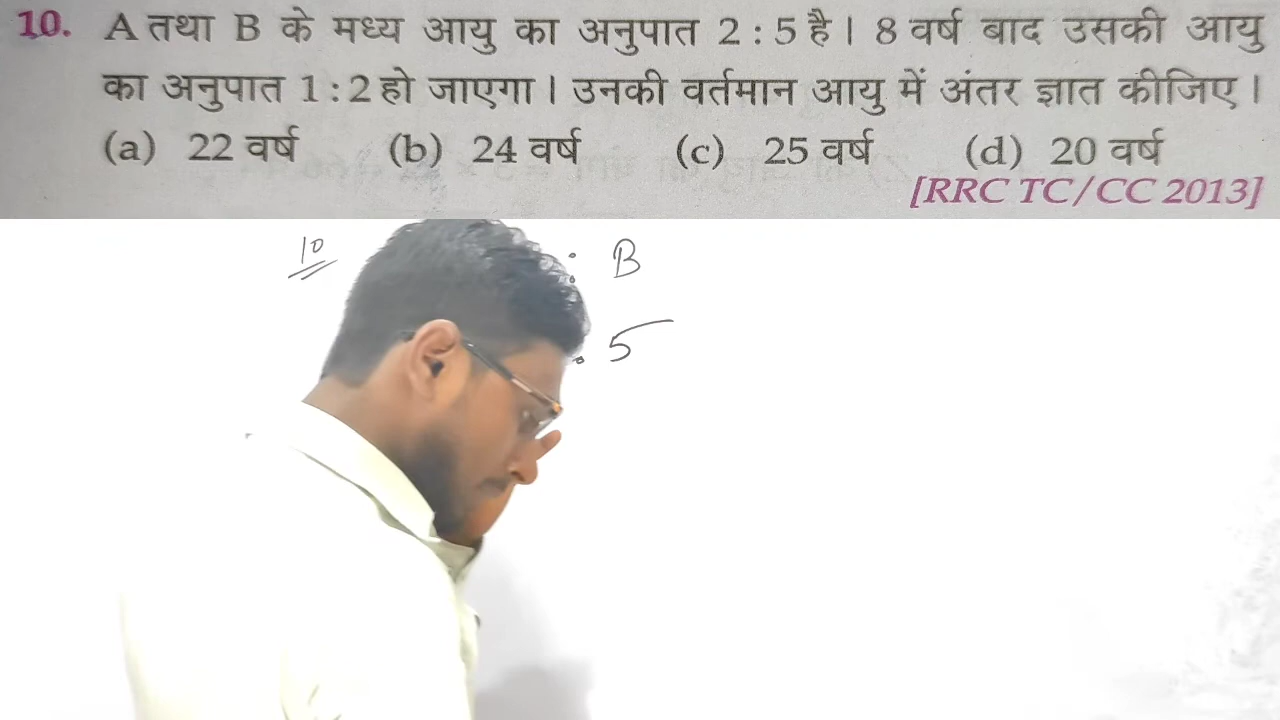 10. A तथा B के मध्य आयु का अनुपात 2 : 5 है। 8 वर्ष बाद उसकी आयु
का अनुपात 1 : 2 हो जाएगा। उनकी वर्तमान आयु में अंतर ज्ञात कीजिए।
(a) 22 वर्ष (b) 24 वर्ष (c) 25 वर्ष (d) 20 वर्ष
[RRC TC/CC 2013]
10 : B
: 5